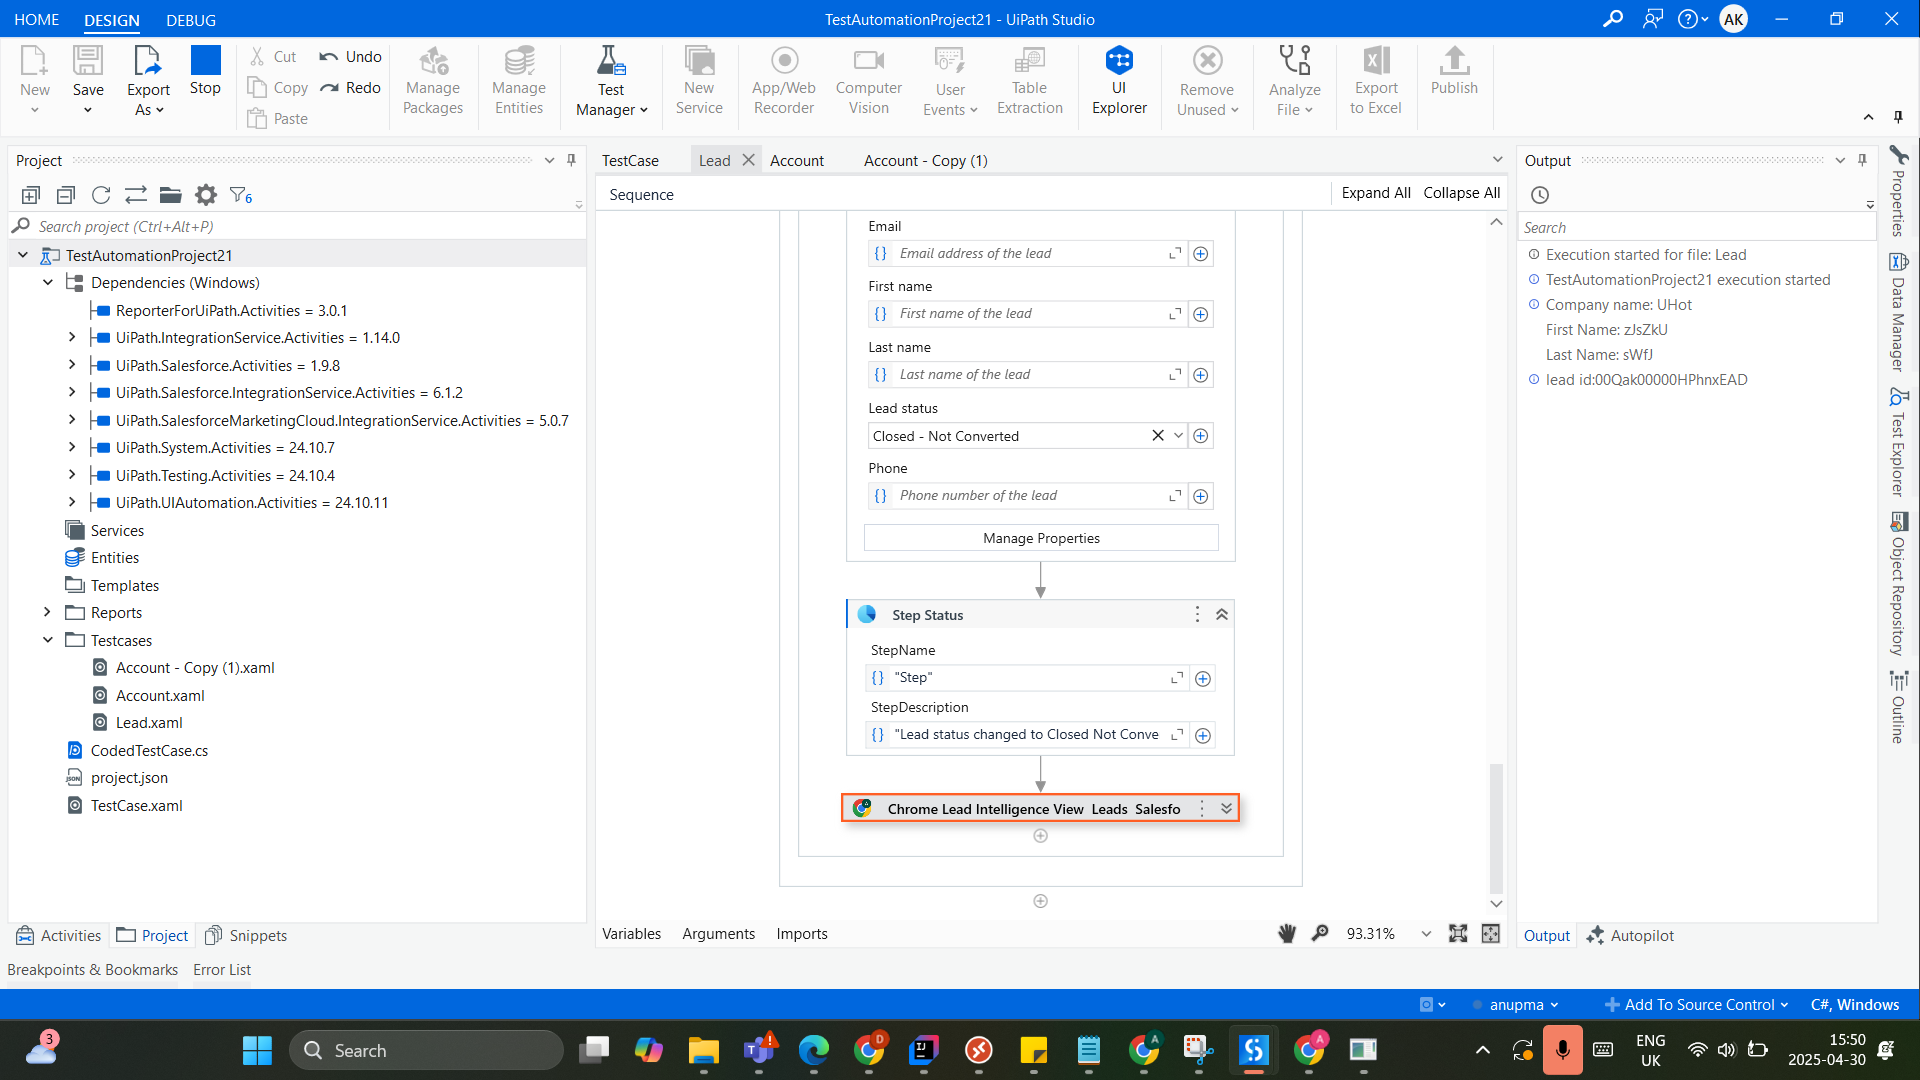 HOME
DESIGN
DEBUG
TestAutomationProject21 - UiPath Studio
AK
New
Save
Export As
Stop
Cut
Copy
Paste
Undo
Redo
Manage Packages
Manage Entities
Test Manager
New Service
App/Web Recorder
Computer Vision
User Events
Table Extraction
UI Explorer
Remove Unused
Analyze File
Export to Excel
Publish
Project
6
Search project (Ctrl+Alt+P)
TestAutomationProject21
Dependencies (Windows)
ReporterForUiPath.Activities = 3.0.1
UiPath.IntegrationService.Activities = 1.14.0
UiPath.Salesforce.Activities = 1.9.8
UiPath.Salesforce.IntegrationService.Activities = 6.1.2
UiPath.SalesforceMarketingCloud.IntegrationService.Activities = 5.0.7
UiPath.System.Activities = 24.10.7
UiPath.Testing.Activities = 24.10.4
UiPath.UIAutomation.Activities = 24.10.11
Services
Entities
Templates
Reports
Testcases
Account - Copy (1).xaml
Account.xaml
Lead.xaml
CodedTestCase.cs
project.json
TestCase.xaml
Activities
Project
Snippets
Breakpoints & Bookmarks
Error List
TestCase
Lead
Account
Account - Copy (1)
Sequence
Expand All
Collapse All
Email
{} Email address of the lead
First name
{} First name of the lead
Last name
{} Last name of the lead
Lead status
Closed - Not Converted
Phone
{} Phone number of the lead
Manage Properties
Step Status
StepName
{} "Step"
StepDescription
{} "Lead status changed to Closed Not Conve
Chrome Lead Intelligence View Leads Salesfo
Variables
Arguments
Imports
93.31%
Output
Search
Execution started for file: Lead
TestAutomationProject21 execution started
Company name: UHot
First Name: zJsZkU
Last Name: sWfJ
lead id:00Qak00000HPhnxEAD
Output
Autopilot
Properties
Data Manager
Test Explorer
Object Repository
Outline
anupma
Add To Source Control
C#, Windows
3
Search
ENG
UK
15:50
2025-04-30